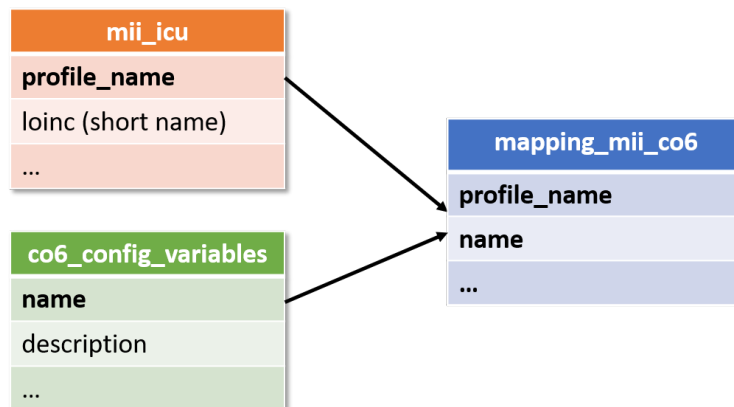 mii_icu
profile_name
loinc (short name)
...
co6_config_variables
name
description
...
mapping_mii_co6
profile_name
name
...